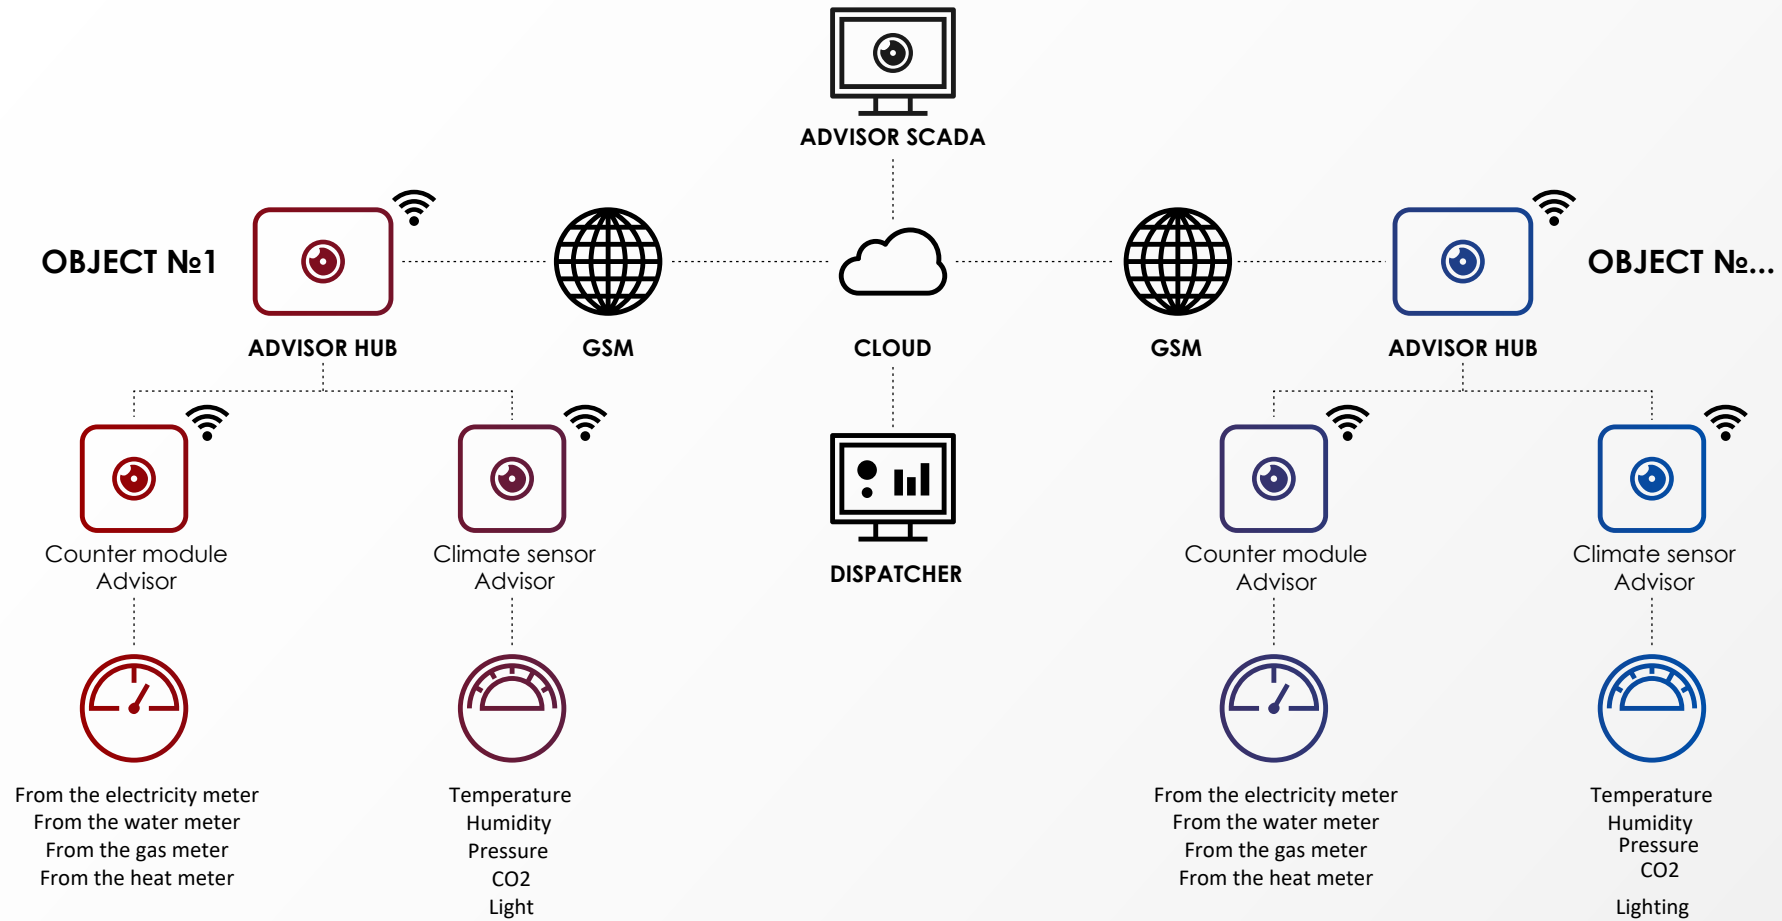 ADVISOR SCADA
OBJECT №1
OBJECT №...
ADVISOR HUB
GSM
CLOUD
GSM
ADVISOR HUB
Counter module
Advisor
Climate sensor
Advisor
DISPATCHER
Counter module
Advisor
Climate sensor
Advisor
From the electricity meter
From the water meter
From the gas meter
From the heat meter
Temperature
Humidity
Pressure
CO2
Light
From the electricity meter
From the water meter
From the gas meter
From the heat meter
Temperature
Humidity
Pressure
CO2
Lighting